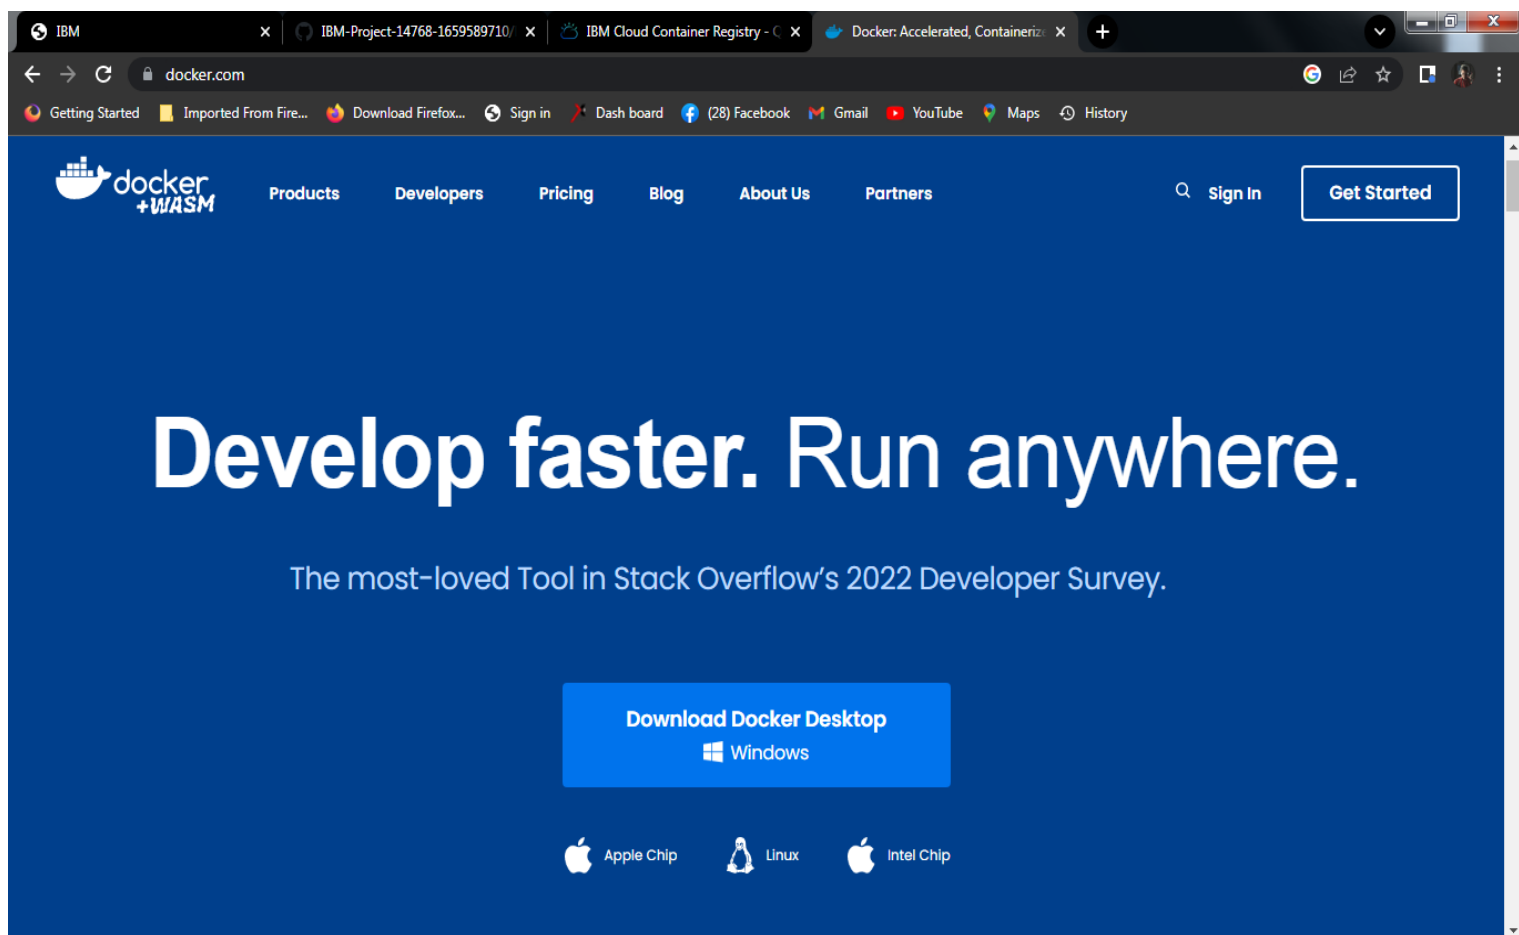 IBM
IBM-Project-14768-1659589710/
IBM Cloud Container Registry - Q
Docker: Accelerated, Containerize
docker.com
Getting Started
Imported From Fire...
Download Firefox...
Sign in
Dash board
(28) Facebook
Gmail
YouTube
Maps
History
docker
+WASM
Products
Developers
Pricing
Blog
About Us
Partners
Sign In
Get Started
Develop faster. Run anywhere.
The most-loved Tool in Stack Overflow's 2022 Developer Survey.
Download Docker Desktop
Windows
Apple Chip
Linux
Intel Chip